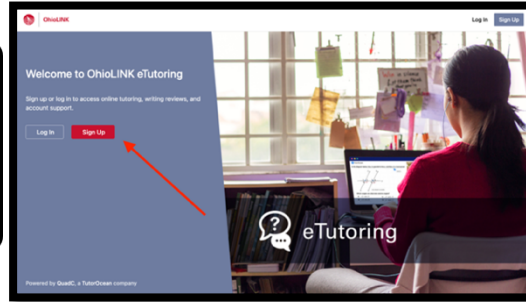 OhioLINK
Log in
Sign Up
Welcome to OhioLINK eTutoring
Sign up or log in to access online tutoring, writing reviews, and
account support.
Log In
Sign Up
eTutoring
Powered by QuadC, a TutorOcean company